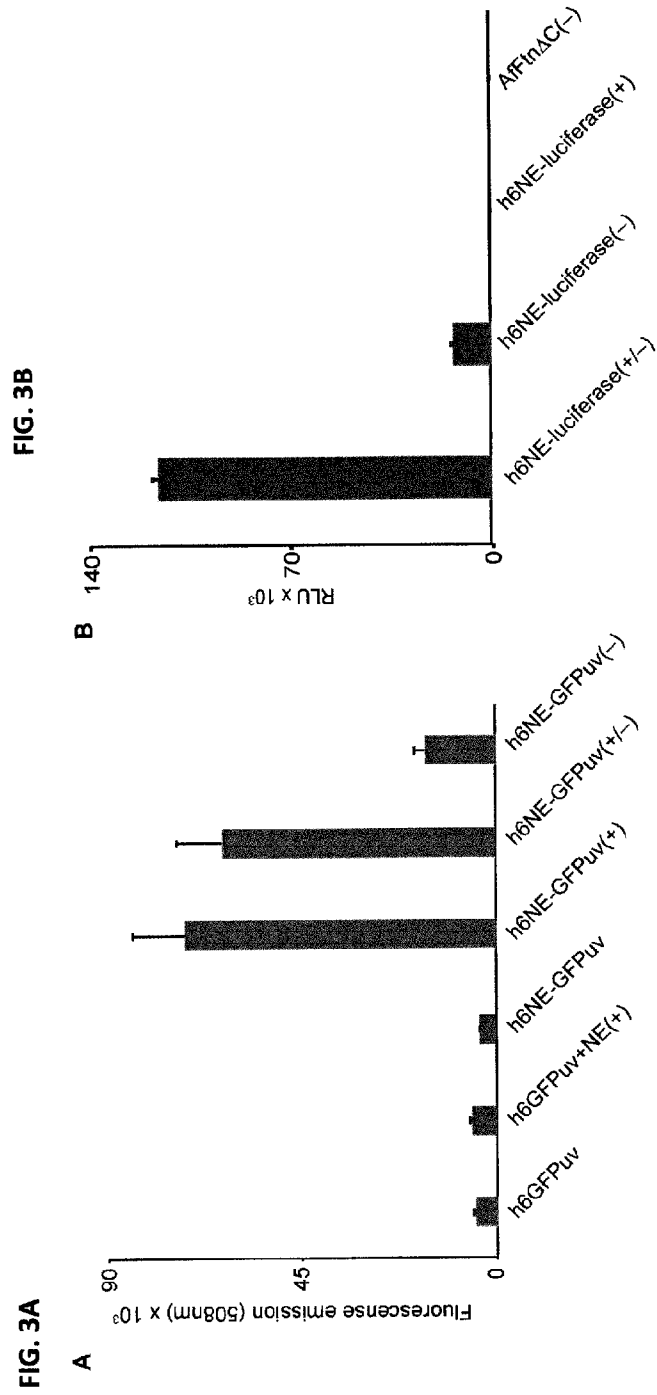 FIG. 3A
A
Fluorescense emission (508nm) x 10³
90
45
0
h6GFPuv
h6GFPuv+NE(+)
h6NE-GFPuv
h6NE-GFPuv(+)
h6NE-GFPuv(+/−)
h6NE-GFPuv(−)
FIG. 3B
B
RLU x 10³
140
70
0
h6NE-luciferase(+/−)
h6NE-luciferase(−)
h6NE-luciferase(+)
AfFtnΔC(−)